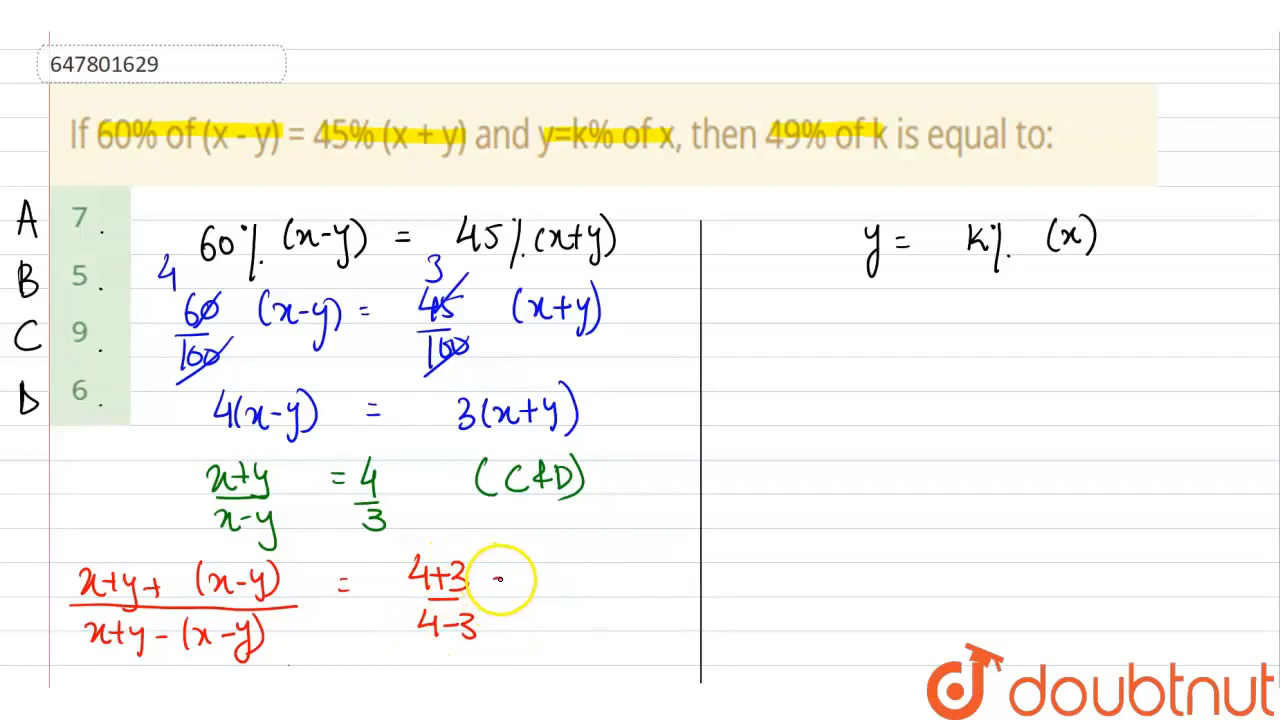 647801629
If 60% of (x - y) = 45% (x + y) and y=k% of x, then 49% of k is equal to:
A 7 .
B 5 .
C 9 .
D 6 .
60% (x-y) = 45% (x+y)
4 3
60/100 (x-y) = 45/100 (x+y)
4(x-y) = 3(x+y)
x+y/x-y = 4/3 (C&D)
x+y+ (x-y)/x+y-(x-y) = 4+3/4-3 -
y = k% (x)
doubtnut